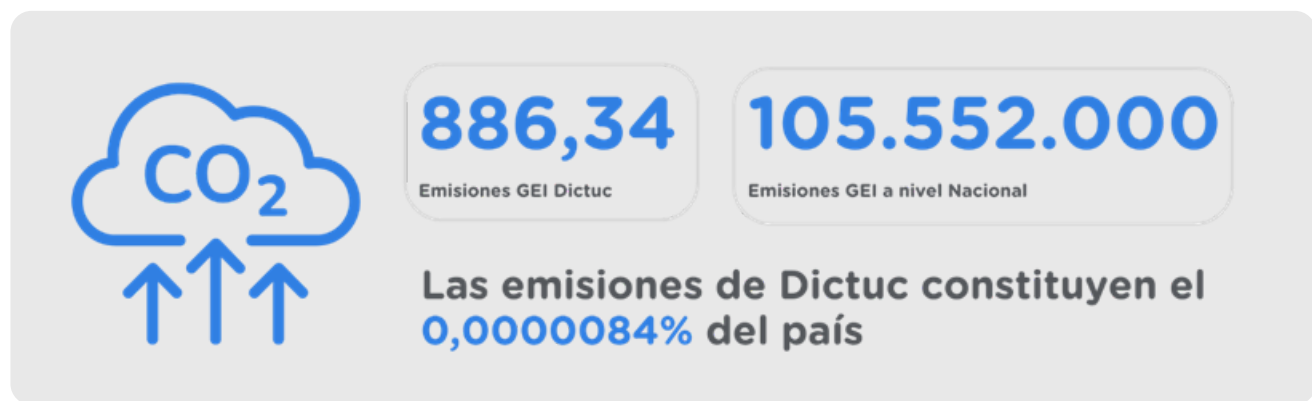 CO2
886,34
Emisiones GEI Dictuc
105.552.000
Emisiones GEI a nivel Nacional
Las emisiones de Dictuc constituyen el
0,0000084% del país